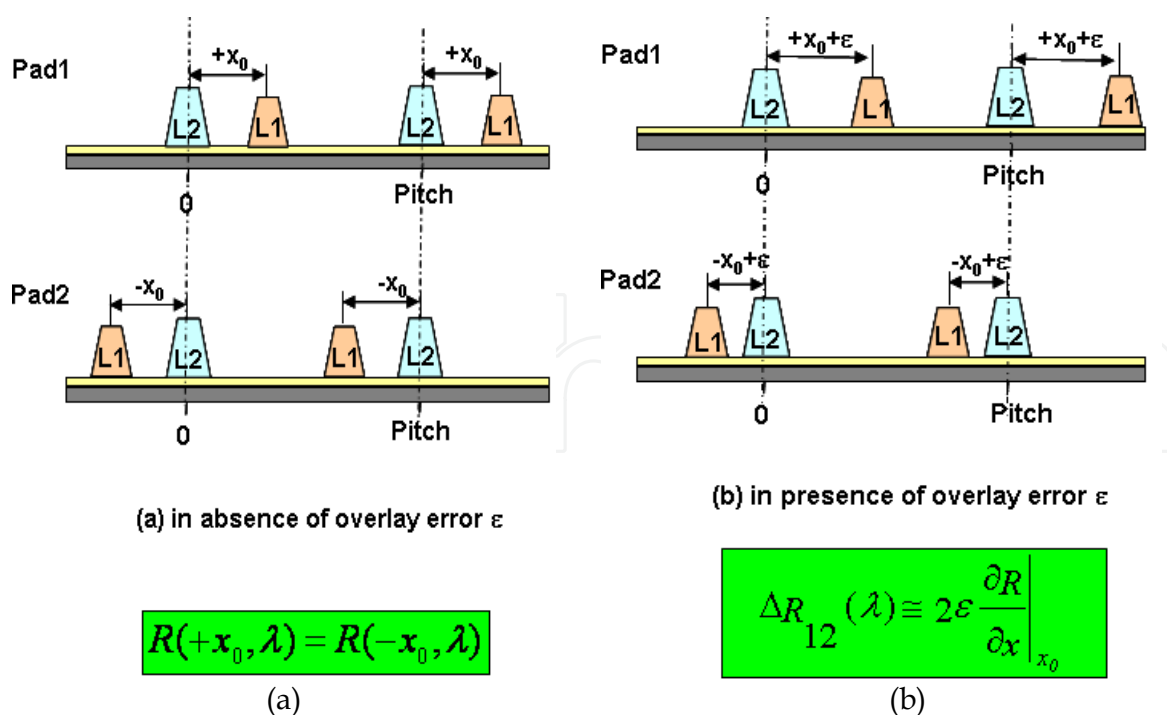 +x₀
+x₀
Pad1
L2
L1
L2
L1
0
Pitch
-x₀
-x₀
Pad2
L1
L2
L1
L2
0
Pitch
(a) in absence of overlay error ε
R(+x₀,λ) = R(-x₀,λ)
(a)
+x₀+ε
+x₀+ε
Pad1
L2
L1
L2
L1
0
Pitch
-x₀+ε
-x₀+ε
Pad2
L1
L2
L1
L2
0
Pitch
(b) in presence of overlay error ε
ΔR₁₂(λ) ≅ 2ε ∂R/∂x|ₓ₀
(b)